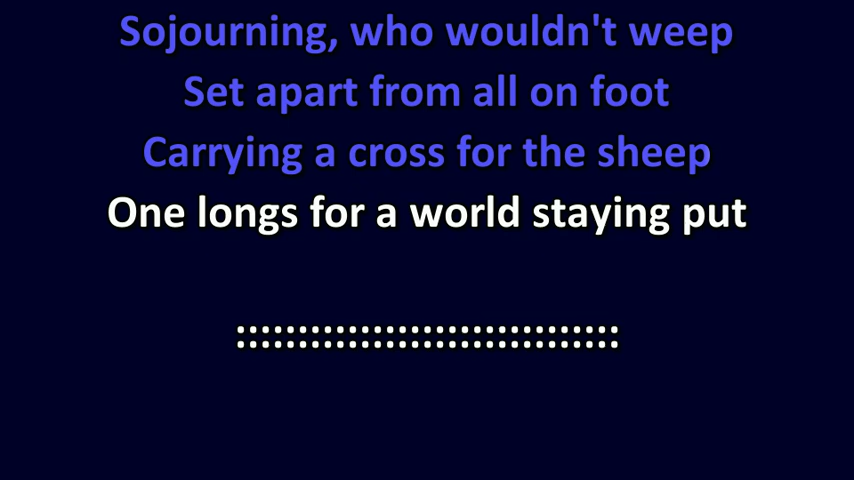 Sojourning, who wouldn't weep
Set apart from all on foot
Carrying a cross for the sheep
One longs for a world staying put
:::::::::::::::::::::::::::::::